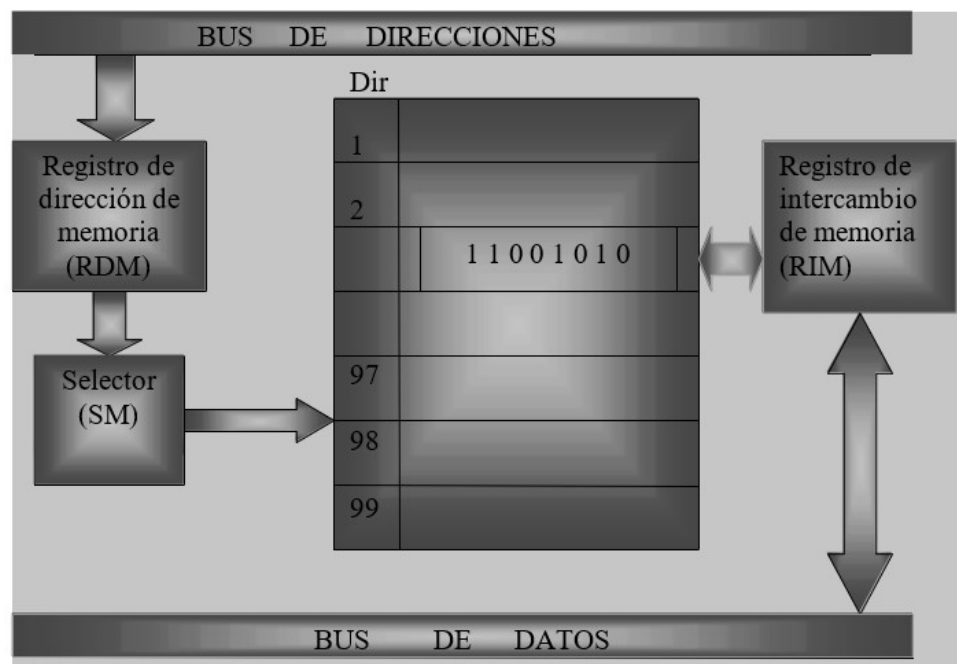 BUS DE DIRECCIONES
Dir
1
2
1 1 0 0 1 0 1 0
97
98
99
Registro de
dirección de
memoria
(RDM)
Selector
(SM)
Registro de
intercambio
de memoria
(RIM)
BUS DE DATOS